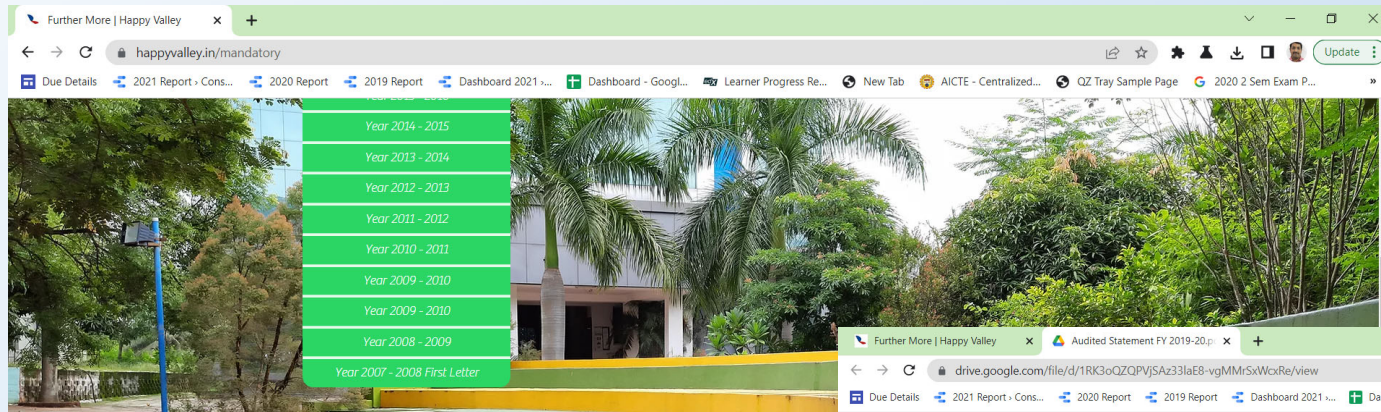 Further More | Happy Valley
happyvalley.in/mandatory
Update
Due Details 2021 Report › Cons... 2020 Report 2019 Report Dashboard 2021 ›... Dashboard - Googl... Learner Progress Re... New Tab AICTE - Centralized... QZ Tray Sample Page 2020 2 Sem Exam P... »
Year 2014 - 2015
Year 2013 - 2014
Year 2012 - 2013
Year 2011 - 2012
Year 2010 - 2011
Year 2009 - 2010
Year 2009 - 2010
Year 2008 - 2009
Year 2007 - 2008 First Letter
Further More | Happy Valley Audited Statement FY 2019-20.p
drive.google.com/file/d/1RK3oQZQPVjSAz33laE8-vgMMrSxWcxRe/view
Due Details 2021 Report › Cons... 2020 Report 2019 Report Dashboard 2021 ›... Da